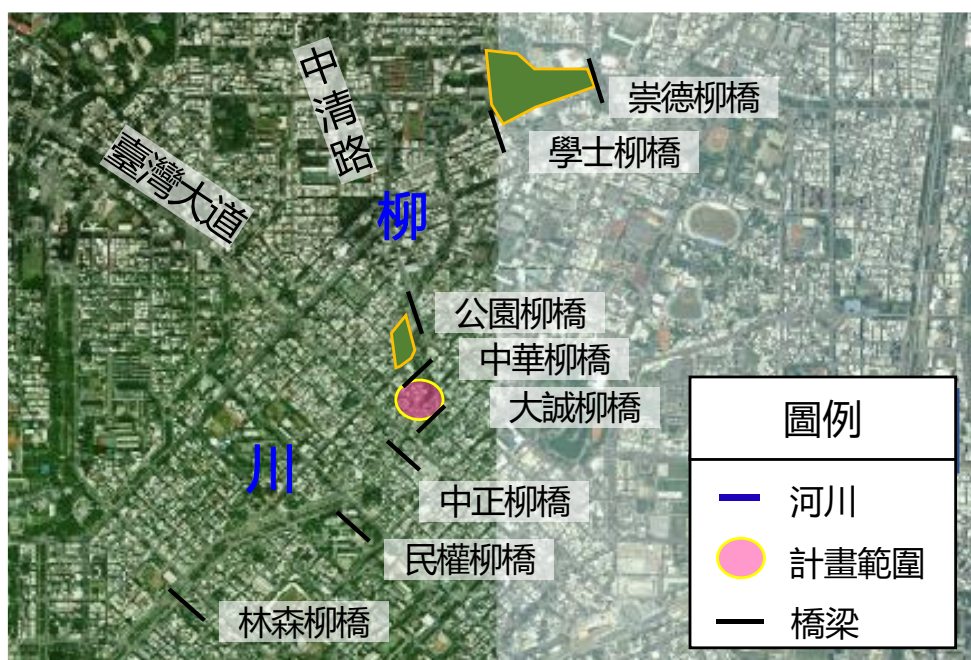 中清路
崇德柳橋
學士柳橋
臺灣大道
柳
公園柳橋
中華柳橋
大誠柳橋
川
中正柳橋
民權柳橋
林森柳橋
圖例
河川
計畫範圍
橋梁